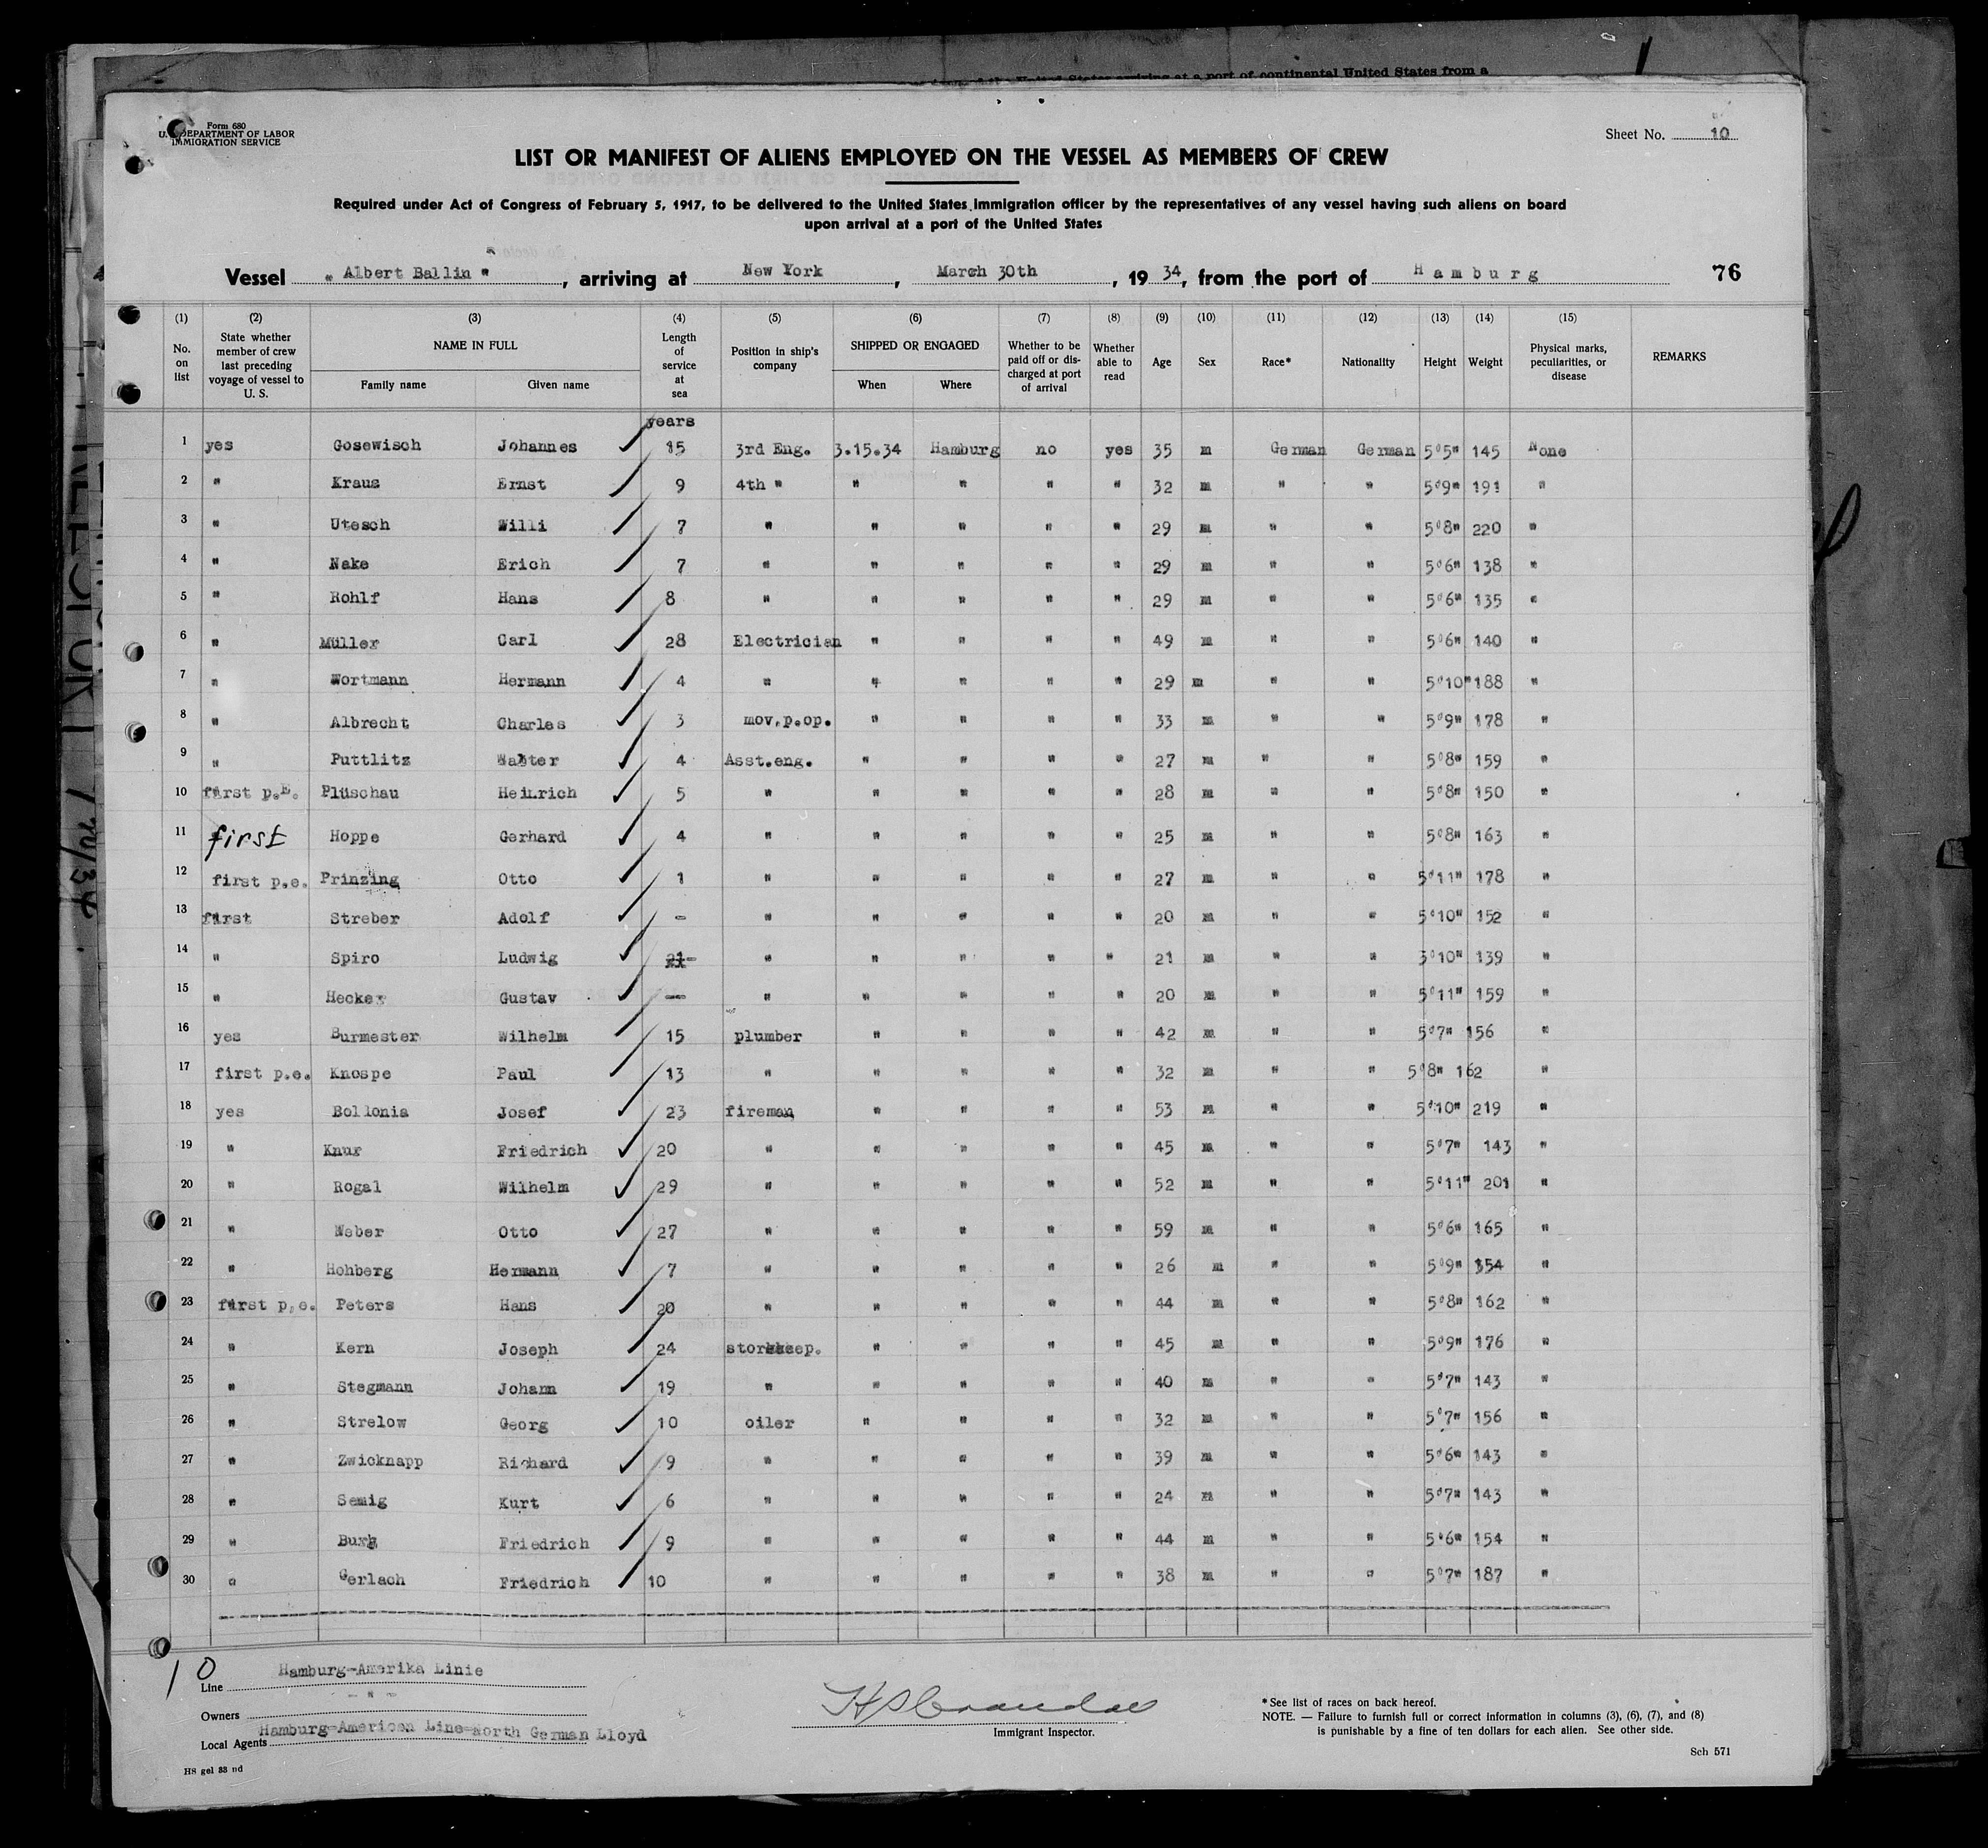 Form 680
U. S. DEPARTMENT OF LABOR
IMMIGRATION SERVICE
Sheet No. 10
LIST OR MANIFEST OF ALIENS EMPLOYED ON THE VESSEL AS MEMBERS OF CREW
Required under Act of Congress of February 5, 1917, to be delivered to the United States immigration officer by the representatives of any vessel having such aliens on board
upon arrival at a port of the United States
Vessel "Albert Ballin", arriving at New York, March 30th, 1934, from the port of Hamburg 76
(1) (2) (3) (4) (5) (6) (7) (8) (9) (10) (11) (12) (13) (14) (15)
No. on list State whether member of crew last preceding voyage of vessel to U. S. NAME IN FULL Family name Given name Length of service at sea Position in ship's company SHIPPED OR ENGAGED When Where Whether to be paid off or discharged at port of arrival Whether able to read Age Sex Race* Nationality Height Weight Physical marks, peculiarities, or disease REMARKS
years
1 yes Gosewisch Johannes 15 3rd Eng. 3.15.34 Hamburg no yes 35 m German German 5'5" 145 None
2 " Kraus Ernst 9 4th " " " " " 32 m " " 5'9" 191 "
3 " Utesch Willi 7 " " " " " 29 m " " 5'8" 220 "
4 " Nake Erich 7 " " " " " 29 m " " 5'6" 138 "
5 " Rohlf Hans 8 " " " " " 29 m " " 5'6" 135 "
6 " Müller Carl 28 Electrician " " " " 49 m " " 5'6" 140 "
7 " Wortmann Hermann 4 " " " " " 29 m " " 5'10" 188 "
8 " Albrecht Charles 3 mov.p.op. " " " " 33 m " " 5'9" 178 "
9 " Puttlitz Walter 4 Asst.eng. " " " " 27 m " " 5'8" 159 "
10 first p.E. Plüschau Heinrich 5 " " " " " 28 m " " 5'8" 150 "
11 first Hoppe Gerhard 4 " " " " " 25 m " " 5'8" 163 "
12 first p.e. Prinzing Otto 1 " " " " " 27 m " " 5'11" 178 "
13 first Streber Adolf - " " " " " 20 m " " 5'10" 152 "
14 " Spiro Ludwig 21- " " " " " 21 m " " 5'10" 139 "
15 " Hecker Gustav - " " " " " 20 m " " 5'11" 159 "
16 yes Burmester Wilhelm 15 plumber " " " " 42 m " " 5'7" 156 "
17 first p.e. Knospe Paul 13 " " " " " 32 m " " 5'8" 162 "
18 yes Bollonia Josef 23 fireman " " " " 53 m " " 5'10" 219 "
19 " Knur Friedrich 20 " " " " " 45 m " " 5'7" 143 "
20 " Rogal Wilhelm 29 " " " " " 52 m " " 5'11" 201 "
21 " Weber Otto 27 " " " " " 59 m " " 5'6" 165 "
22 " Hohberg Hermann 7 " " " " " 26 m " " 5'9" 154 "
23 first p.e. Peters Hans 20 " " " " " 44 m " " 5'8" 162 "
24 " Kern Joseph 24 storekeep. " " " " 45 m " " 5'9" 176 "
25 " Stegmann Johann 19 " " " " " 40 m " " 5'7" 143 "
26 " Strelow Georg 10 oiler " " " " 32 m " " 5'7" 156 "
27 " Zwicknapp Richard 9 " " " " " 39 m " " 5'6" 143 "
28 " Semig Kurt 6 " " " " " 24 m " " 5'7" 143 "
29 " Burh Friedrich 9 " " " " " 44 m " " 5'6" 154 "
30 " Gerlach Friedrich 10 " " " " " 38 m " " 5'7" 187 "
10
Line Hamburg-Amerika Linie
Owners - " -
Local Agents Hamburg-American Line-North German Lloyd
HS gel 33 nd
Immigrant Inspector.
*See list of races on back hereof.
NOTE. — Failure to furnish full or correct information in columns (3), (6), (7), and (8)
is punishable by a fine of ten dollars for each alien. See other side.
Sch 571